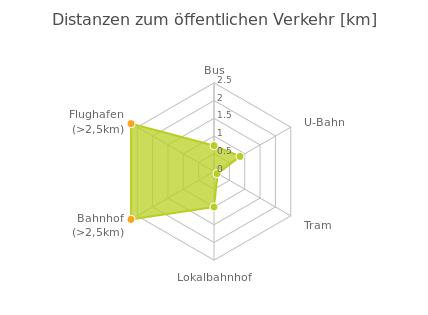 Distanzen zum öffentlichen Verkehr [km]
Bus
2.5
2
1.5
1
0.5
0
U-Bahn
Tram
Lokalbahnhof
Bahnhof
(>2,5km)
Flughafen
(>2,5km)